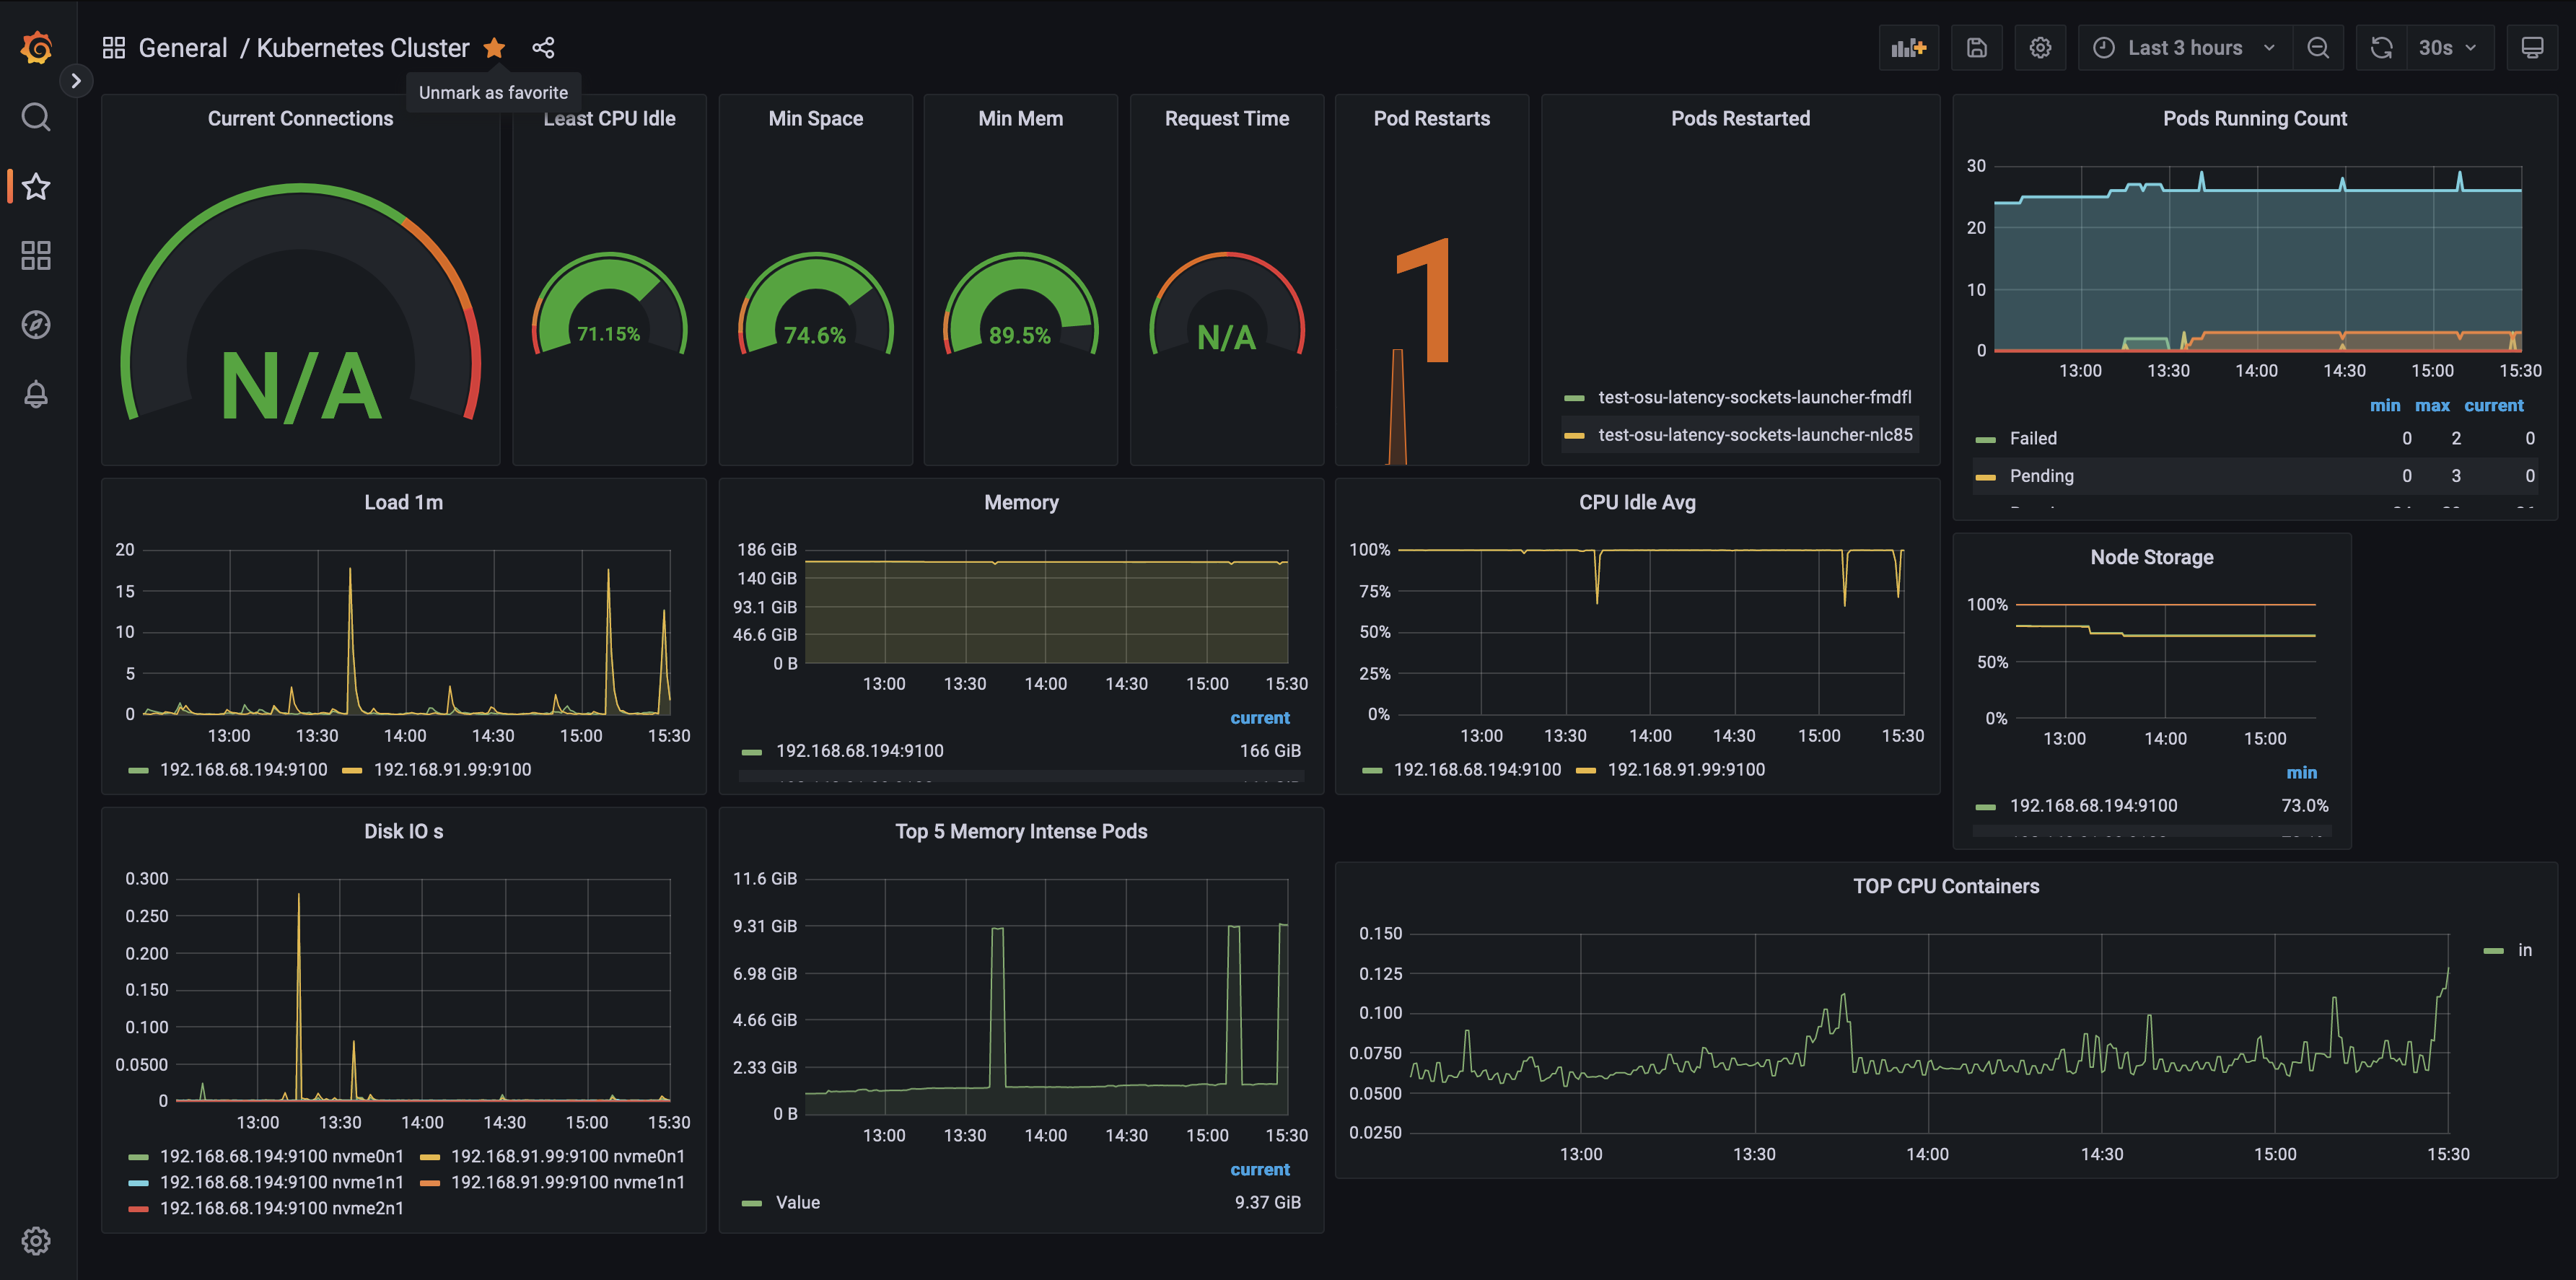 General / Kubernetes Cluster
Last 3 hours
30s
Unmark as favorite
Current Connections
N/A
Least CPU Idle
71.15%
Min Space
74.6%
Min Mem
89.5%
Request Time
N/A
Pod Restarts
1
Pods Restarted
test-osu-latency-sockets-launcher-fmdfl
test-osu-latency-sockets-launcher-nlc85
Pods Running Count
30
20
10
0
13:00 13:30 14:00 14:30 15:00 15:30
min max current
Failed 0 2 0
Pending 0 3 0
Load 1m
20
15
10
5
0
13:00 13:30 14:00 14:30 15:00 15:30
192.168.68.194:9100 192.168.91.99:9100
Memory
186 GiB
140 GiB
93.1 GiB
46.6 GiB
0 B
13:00 13:30 14:00 14:30 15:00 15:30
current
192.168.68.194:9100 166 GiB
CPU Idle Avg
100%
75%
50%
25%
0%
13:00 13:30 14:00 14:30 15:00 15:30
192.168.68.194:9100 192.168.91.99:9100
Node Storage
100%
50%
0%
13:00 14:00 15:00
min
192.168.68.194:9100 73.0%
Disk IO s
0.300
0.250
0.200
0.150
0.100
0.0500
0
13:00 13:30 14:00 14:30 15:00 15:30
192.168.68.194:9100 nvme0n1 192.168.91.99:9100 nvme0n1
192.168.68.194:9100 nvme1n1 192.168.91.99:9100 nvme1n1
192.168.68.194:9100 nvme2n1
Top 5 Memory Intense Pods
11.6 GiB
9.31 GiB
6.98 GiB
4.66 GiB
2.33 GiB
0 B
13:00 13:30 14:00 14:30 15:00 15:30
current
Value 9.37 GiB
TOP CPU Containers
0.150
0.125
0.100
0.0750
0.0500
0.0250
13:00 13:30 14:00 14:30 15:00 15:30
in